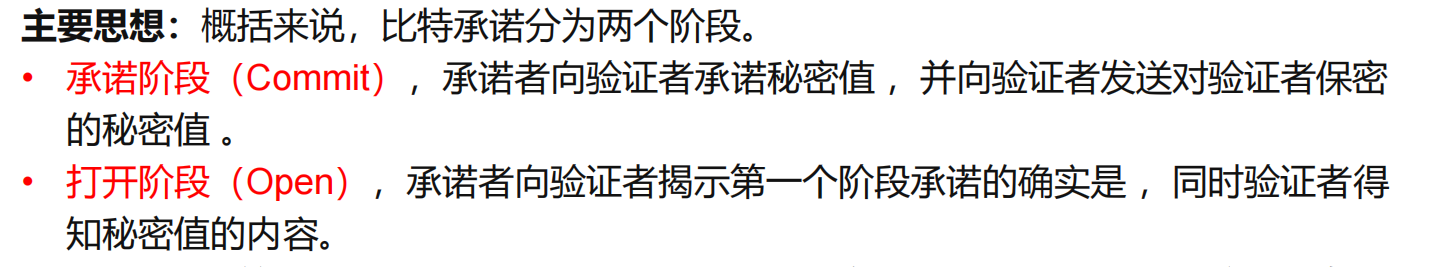 主要思想：概括来说，比特承诺分为两个阶段。
• 承诺阶段（Commit），承诺者向验证者承诺秘密值 ，并向验证者发送对验证者保密
的秘密值 。
• 打开阶段（Open），承诺者向验证者揭示第一个阶段承诺的确实是 ，同时验证者得
知秘密值的内容。